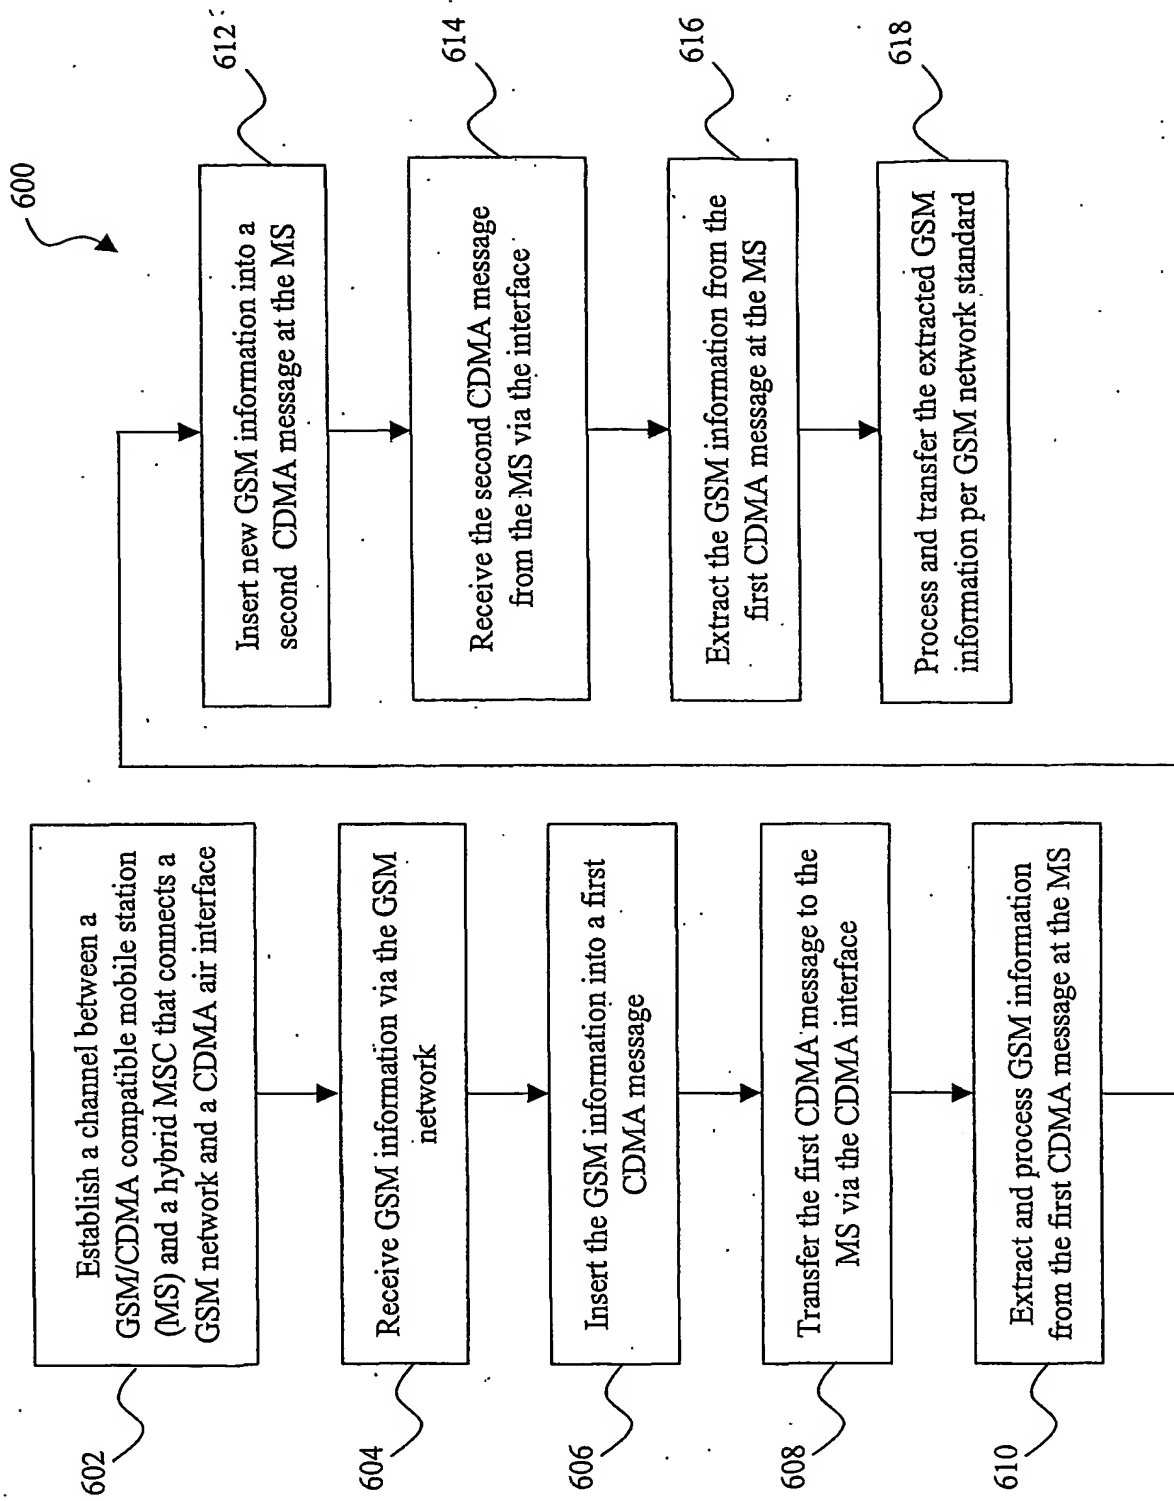 600
602
Establish a channel between a
GSM/CDMA compatible mobile station
(MS) and a hybrid MSC that connects a
GSM network and a CDMA air interface
604
Receive GSM information via the GSM
network
606
Insert the GSM information into a first
CDMA message
608
Transfer the first CDMA message to the
MS via the CDMA interface
610
Extract and process GSM information
from the first CDMA message at the MS
612
Insert new GSM information into a
second CDMA message at the MS
614
Receive the second CDMA message
from the MS via the interface
616
Extract the GSM information from the
first CDMA message at the MS
618
Process and transfer the extracted GSM
information per GSM network standard